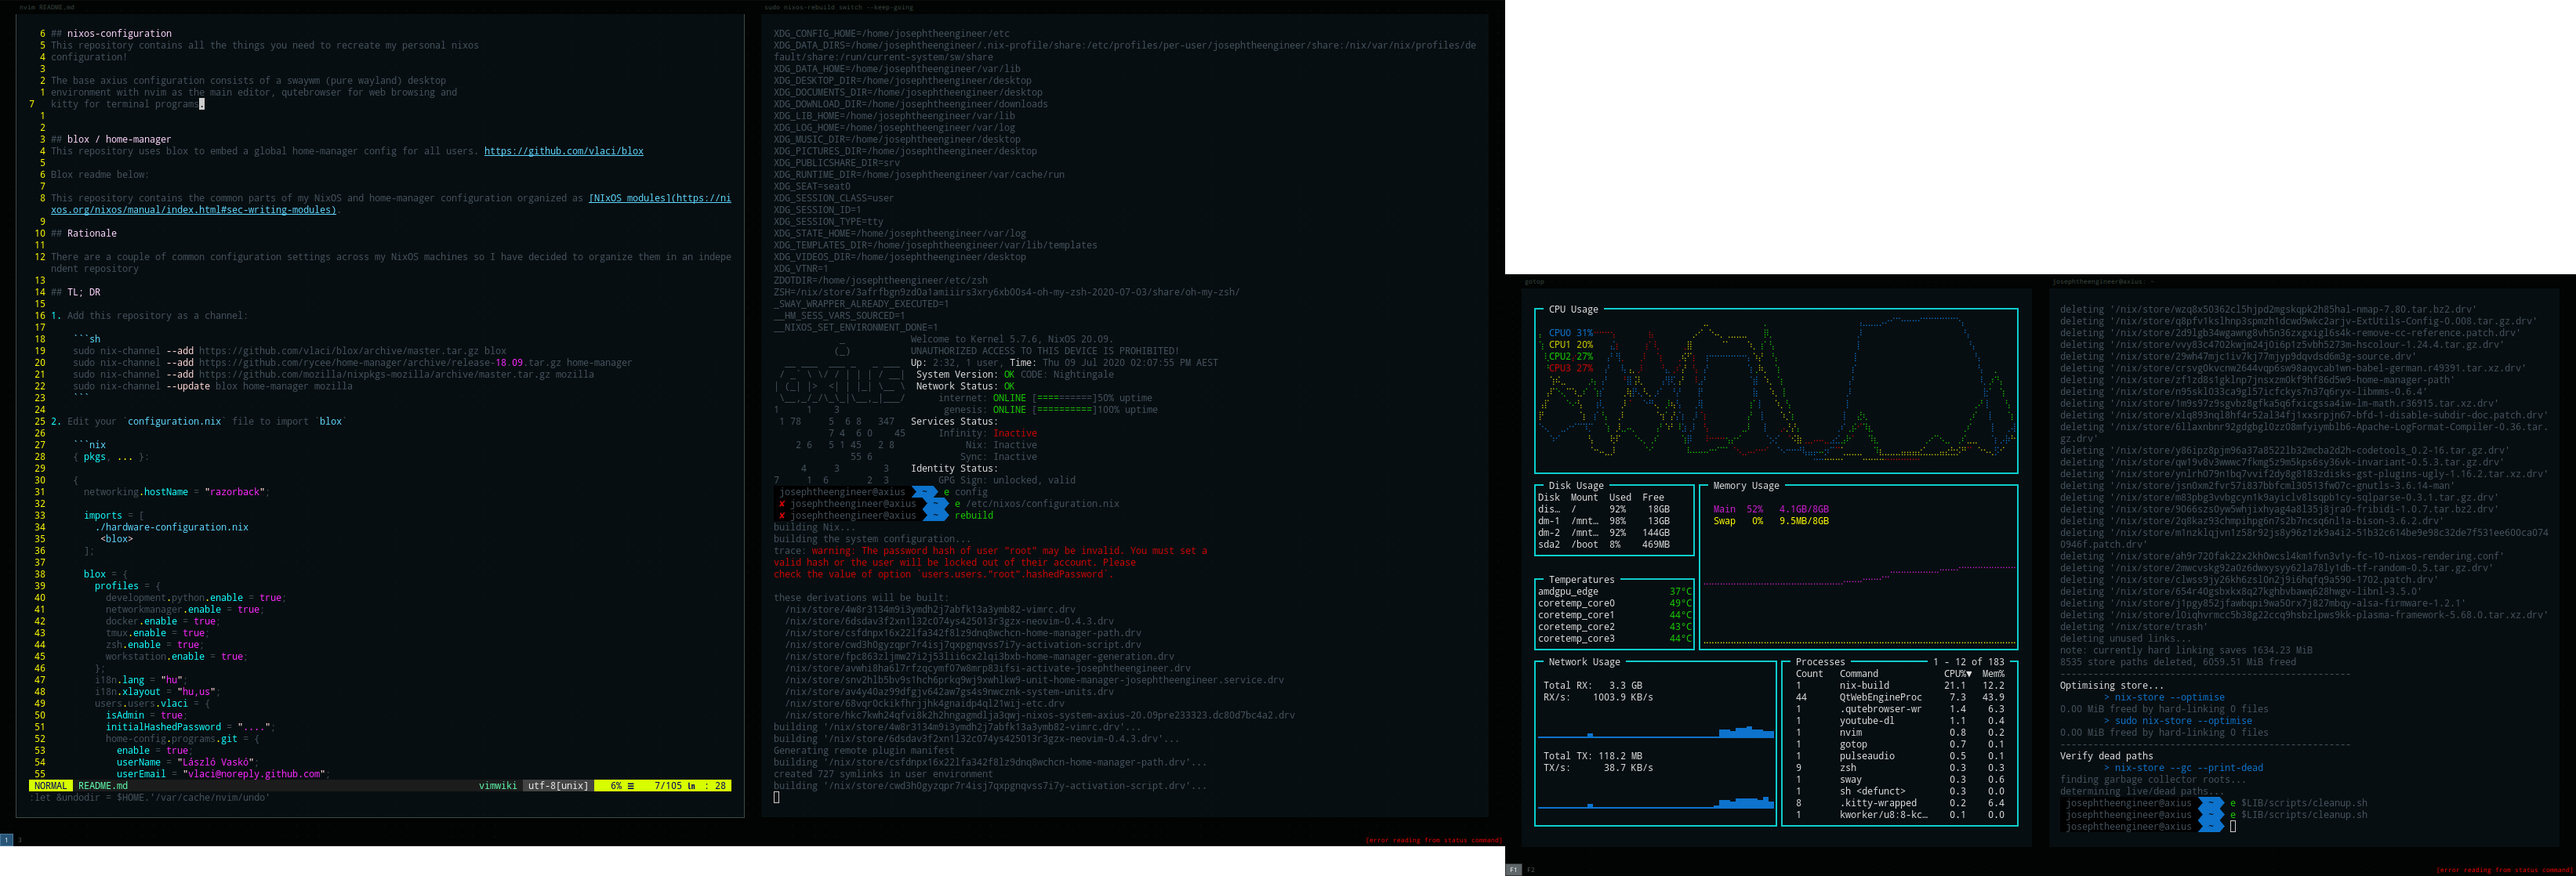 nvim README.md
6 ## nixos-configuration
5 This repository contains all the things you need to recreate my personal nixos
4 configuration!
3
2 The base axius configuration consists of a swaywm (pure wayland) desktop
1 environment with nvim as the main editor, qutebrowser for web browsing and
7 kitty for terminal programs.
1
2
3 ## blox / home-manager
4 This repository uses blox to embed a global home-manager config for all users. https://github.com/vlaci/blox
5
6 Blox readme below:
7
8 This repository contains the common parts of my NixOS and home-manager configuration organized as [NIxOS modules](https://ni
xos.org/nixos/manual/index.html#sec-writing-modules).
9
10 ## Rationale
11
12 There are a couple of common configuration settings across my NixOS machines so I have decided to organize them in an indepe
ndent repository
13
14 ## TL; DR
15
16 1. Add this repository as a channel:
17
18 ```sh
19 sudo nix-channel --add https://github.com/vlaci/blox/archive/master.tar.gz blox
20 sudo nix-channel --add https://github.com/rycee/home-manager/archive/release-18.09.tar.gz home-manager
21 sudo nix-channel --add https://github.com/mozilla/nixpkgs-mozilla/archive/master.tar.gz mozilla
22 sudo nix-channel --update blox home-manager mozilla
23 ```
24
25 2. Edit your `configuration.nix` file to import `blox`
26
27 ```nix
28 { pkgs, ... }:
29
30 {
31 networking.hostName = "razorback";
32
33 imports = [
34 ./hardware-configuration.nix
35 <blox>
36 ];
37
38 blox = {
39 profiles = {
40 development.python.enable = true;
41 networkmanager.enable = true;
42 docker.enable = true;
43 tmux.enable = true;
44 zsh.enable = true;
45 workstation.enable = true;
46 };
47 i18n.lang = "hu";
48 i18n.xlayout = "hu,us";
49 users.users.vlaci = {
50 isAdmin = true;
51 initialHashedPassword = "....";
52 home-config.programs.git = {
53 enable = true;
54 userName = "László Vaskó";
55 userEmail = "vlaci@noreply.github.com";
NORMAL README.md vimwiki utf-8[unix] 6% ≡ 7/105 ln : 28
:let &undodir = $HOME.'/var/cache/nvim/undo'
1 3
sudo nixos-rebuild switch --keep-going
XDG_CONFIG_HOME=/home/josephtheengineer/etc
XDG_DATA_DIRS=/home/josephtheengineer/.nix-profile/share:/etc/profiles/per-user/josephtheengineer/share:/nix/var/nix/profiles/de
fault/share:/run/current-system/sw/share
XDG_DATA_HOME=/home/josephtheengineer/var/lib
XDG_DESKTOP_DIR=/home/josephtheengineer/desktop
XDG_DOCUMENTS_DIR=/home/josephtheengineer/desktop
XDG_DOWNLOAD_DIR=/home/josephtheengineer/downloads
XDG_LIB_HOME=/home/josephtheengineer/var/lib
XDG_LOG_HOME=/home/josephtheengineer/var/log
XDG_MUSIC_DIR=/home/josephtheengineer/desktop
XDG_PICTURES_DIR=/home/josephtheengineer/desktop
XDG_PUBLICSHARE_DIR=srv
XDG_RUNTIME_DIR=/home/josephtheengineer/var/cache/run
XDG_SEAT=seat0
XDG_SESSION_CLASS=user
XDG_SESSION_ID=1
XDG_SESSION_TYPE=tty
XDG_STATE_HOME=/home/josephtheengineer/var/log
XDG_TEMPLATES_DIR=/home/josephtheengineer/var/lib/templates
XDG_VIDEOS_DIR=/home/josephtheengineer/desktop
XDG_VTNR=1
ZDOTDIR=/home/josephtheengineer/etc/zsh
ZSH=/nix/store/3afrfbgn9zd0a1amiiirs3xry6xb00s4-oh-my-zsh-2020-07-03/share/oh-my-zsh/
_SWAY_WRAPPER_ALREADY_EXECUTED=1
__HM_SESS_VARS_SOURCED=1
__NIXOS_SET_ENVIRONMENT_DONE=1
Welcome to Kernel 5.7.6, NixOS 20.09.
UNAUTHORIZED ACCESS TO THIS DEVICE IS PROHIBITED!
Up: 2:32, 1 user, Time: Thu 09 Jul 2020 02:07:55 PM AEST
System Version: OK CODE: Nightingale
Network Status: OK
internet: ONLINE [====______]50% uptime
1 1 3 genesis: ONLINE [==========]100% uptime
1 78 5 6 8 347 Services Status:
7 4 6 0 45 Infinity: Inactive
2 6 5 1 45 2 8 Nix: Inactive
55 6 Sync: Inactive
4 3 3 Identity Status:
7 1 6 2 3 GPG Sign: unlocked, valid
josephtheengineer@axius ~ e config
✘ josephtheengineer@axius ~ e /etc/nixos/configuration.nix
✘ josephtheengineer@axius ~ rebuild
building Nix...
building the system configuration...
trace: warning: The password hash of user "root" may be invalid. You must set a
valid hash or the user will be locked out of their account. Please
check the value of option `users.users."root".hashedPassword`.
these derivations will be built:
/nix/store/4w8r3134m9i3ymdh2j7abfk13a3ymb82-vimrc.drv
/nix/store/6dsdav3f2xn1l32c074ys425013r3gzx-neovim-0.4.3.drv
/nix/store/csfdnpx16x22lfa342f8lz9dnq8wchcn-home-manager-path.drv
/nix/store/cwd3h0gyzqpr7r4isj7qxpgnqvss7i7y-activation-script.drv
/nix/store/fpc863zljmw27i2j53lii6cx2lqi3bxb-home-manager-generation.drv
/nix/store/avwhi8ha6l7rfzqcymf07w8mrp83ifsi-activate-josephtheengineer.drv
/nix/store/snv2hlb5bv9s1hch6prkq9wj9xwhlkw9-unit-home-manager-josephtheengineer.service.drv
/nix/store/av4y40az99dfgjv642aw7gs4s9nwcznk-system-units.drv
/nix/store/68vqr0ckikfhrjjhk4gnaidp4ql21wij-etc.drv
/nix/store/hkc7kwh24qfvi8k2h2hngagmdlja3qwj-nixos-system-axius-20.09pre233323.dc80d7bc4a2.drv
building '/nix/store/4w8r3134m9i3ymdh2j7abfk13a3ymb82-vimrc.drv'...
building '/nix/store/6dsdav3f2xn1l32c074ys425013r3gzx-neovim-0.4.3.drv'...
Generating remote plugin manifest
building '/nix/store/csfdnpx16x22lfa342f8lz9dnq8wchcn-home-manager-path.drv'...
created 727 symlinks in user environment
building '/nix/store/cwd3h0gyzqpr7r4isj7qxpgnqvss7i7y-activation-script.drv'...
[error reading from status command]
gotop
CPU Usage
CPU0 31%
CPU1 20%
CPU2 27%
CPU3 27%
Disk Usage
Disk Mount Used Free
dis… / 92% 18GB
dm-1 /mnt… 98% 13GB
dm-2 /mnt… 92% 144GB
sda2 /boot 8% 469MB
Temperatures
amdgpu_edge 37°C
coretemp_core0 49°C
coretemp_core1 44°C
coretemp_core2 43°C
coretemp_core3 44°C
Memory Usage
Main 52% 4.1GB/8GB
Swap 0% 9.5MB/8GB
Network Usage
Total RX: 3.3 GB
RX/s: 1003.9 KB/s
Total TX: 118.2 MB
TX/s: 38.7 KB/s
Processes 1 - 12 of 183
Count Command CPU%▼ Mem%
1 nix-build 21.1 12.2
44 QtWebEngineProc 7.3 43.9
1 .qutebrowser-wr 1.4 6.3
1 youtube-dl 1.1 0.4
1 nvim 0.8 0.2
1 gotop 0.7 0.1
1 pulseaudio 0.5 0.1
9 zsh 0.3 0.3
1 sway 0.3 0.6
1 sh <defunct> 0.3 0.0
8 .kitty-wrapped 0.2 6.4
1 kworker/u8:8-kc… 0.1 0.0
F1 F2
josephtheengineer@axius: ~
deleting '/nix/store/wzq8x50362cl5hjpd2mgskqpk2h85hal-nmap-7.80.tar.bz2.drv'
deleting '/nix/store/q8pfv1kslhnp3spmzh1dcwd9wkc2arjv-ExtUtils-Config-0.008.tar.gz.drv'
deleting '/nix/store/2d9lgb34wgawng8vh5n36zxgxig16s4k-remove-cc-reference.patch.drv'
deleting '/nix/store/vvy83c4702kwjm24j0i6p1z5vbh5273m-hscolour-1.24.4.tar.gz.drv'
deleting '/nix/store/29wh47mjc1iv7kj77mjyp9dqvdsd6m3g-source.drv'
deleting '/nix/store/crsvg0kvcnw2644vqp6sw98aqvcab1wn-babel-german.r49391.tar.xz.drv'
deleting '/nix/store/zf1zd8s1gklnp7jnsxzm0kf9hf86d5w9-home-manager-path'
deleting '/nix/store/n95skl033ca9gl57icfckys7n37q6ryx-libmms-0.6.4'
deleting '/nix/store/1m9s97z9sgvbz8gfka5q6fxicgssa4iw-lm-math.r36915.tar.xz.drv'
deleting '/nix/store/xlq893nql8hf4r52al34fj1xxsrpjn67-bfd-1-disable-subdir-doc.patch.drv'
deleting '/nix/store/6llaxnbnr92gdgbgl0zz08mfyiymblb6-Apache-LogFormat-Compiler-0.36.tar.
gz.drv'
deleting '/nix/store/y86ipz8pjm96a37a8522lb32mcba2d2h-codetools_0.2-16.tar.gz.drv'
deleting '/nix/store/qw19v8v3wwwc7fkmg5z9m5kps6sy36vk-invariant-0.5.3.tar.gz.drv'
deleting '/nix/store/ynlrh079n1bq7vvif2dy8g8183zdisks-gst-plugins-ugly-1.16.2.tar.xz.drv'
deleting '/nix/store/jsn0xm2fvr57i837bbfcml30513fw07c-gnutls-3.6.14-man'
deleting '/nix/store/m83pbg3vvbgcyn1k9ayiclv8lsqpb1cy-sqlparse-0.3.1.tar.gz.drv'
deleting '/nix/store/9066szs0yw5whjixhyag4a8l35j8jra0-fribidi-1.0.7.tar.bz2.drv'
deleting '/nix/store/2q8kaz93chmpihpg6n7s2b7ncsq6nl1a-bison-3.6.2.drv'
deleting '/nix/store/m1nzklqjvn1z58r92js8y96z1zk9a4i2-51b32c614be9e98c32de7f531ee600ca074
0946f.patch.drv'
deleting '/nix/store/ah9r720fak22x2kh0wcsl4km1fvn3v1y-fc-10-nixos-rendering.conf'
deleting '/nix/store/2mwcvskg92a0z6dwxysyy62la78ly1db-tf-random-0.5.tar.gz.drv'
deleting '/nix/store/clwss9jy26kh6zsl0n2j9i6hqfq9a590-1702.patch.drv'
deleting '/nix/store/654r40gsbxkx8q27kghbvbawq628hwgv-libnl-3.5.0'
deleting '/nix/store/j1pgy852jfawbqpi9wa50rx7j827mbqy-alsa-firmware-1.2.1'
deleting '/nix/store/l0iqhvrmcc5b38g22ccq9hsbzlpws9kk-plasma-framework-5.68.0.tar.xz.drv'
deleting '/nix/store/trash'
deleting unused links...
note: currently hard linking saves 1634.23 MiB
8535 store paths deleted, 6059.51 MiB freed
-----------------------------------------------------
Optimising store...
> nix-store --optimise
0.00 MiB freed by hard-linking 0 files
> sudo nix-store --optimise
0.00 MiB freed by hard-linking 0 files
-----------------------------------------------------
Verify dead paths
> nix-store --gc --print-dead
finding garbage collector roots...
determining live/dead paths...
josephtheengineer@axius ~ e $LIB/scripts/cleanup.sh
josephtheengineer@axius ~ e $LIB/scripts/cleanup.sh
josephtheengineer@axius ~
[error reading from status command]